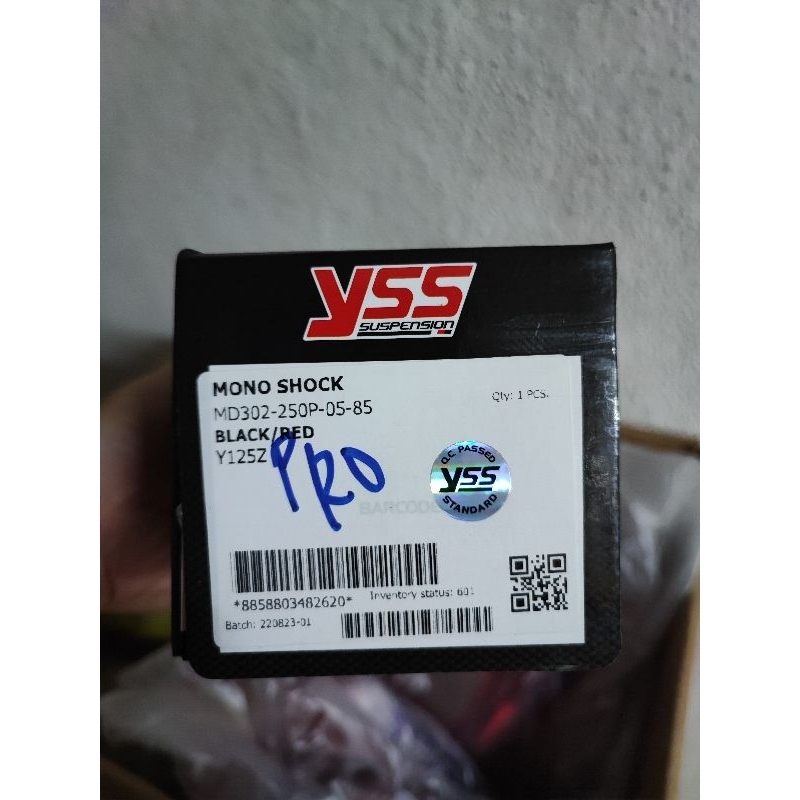 YSS
SUSPENSION
MONO SHOCK
MD302-250P-05-85
Qty: 1 PCS.
BLACK/RED
Y125Z
PRO
Q.C. PASSED
YSS
STANDARD
BARCODE
*8858803482620*
Inventory status: 601
Batch: 220823-01